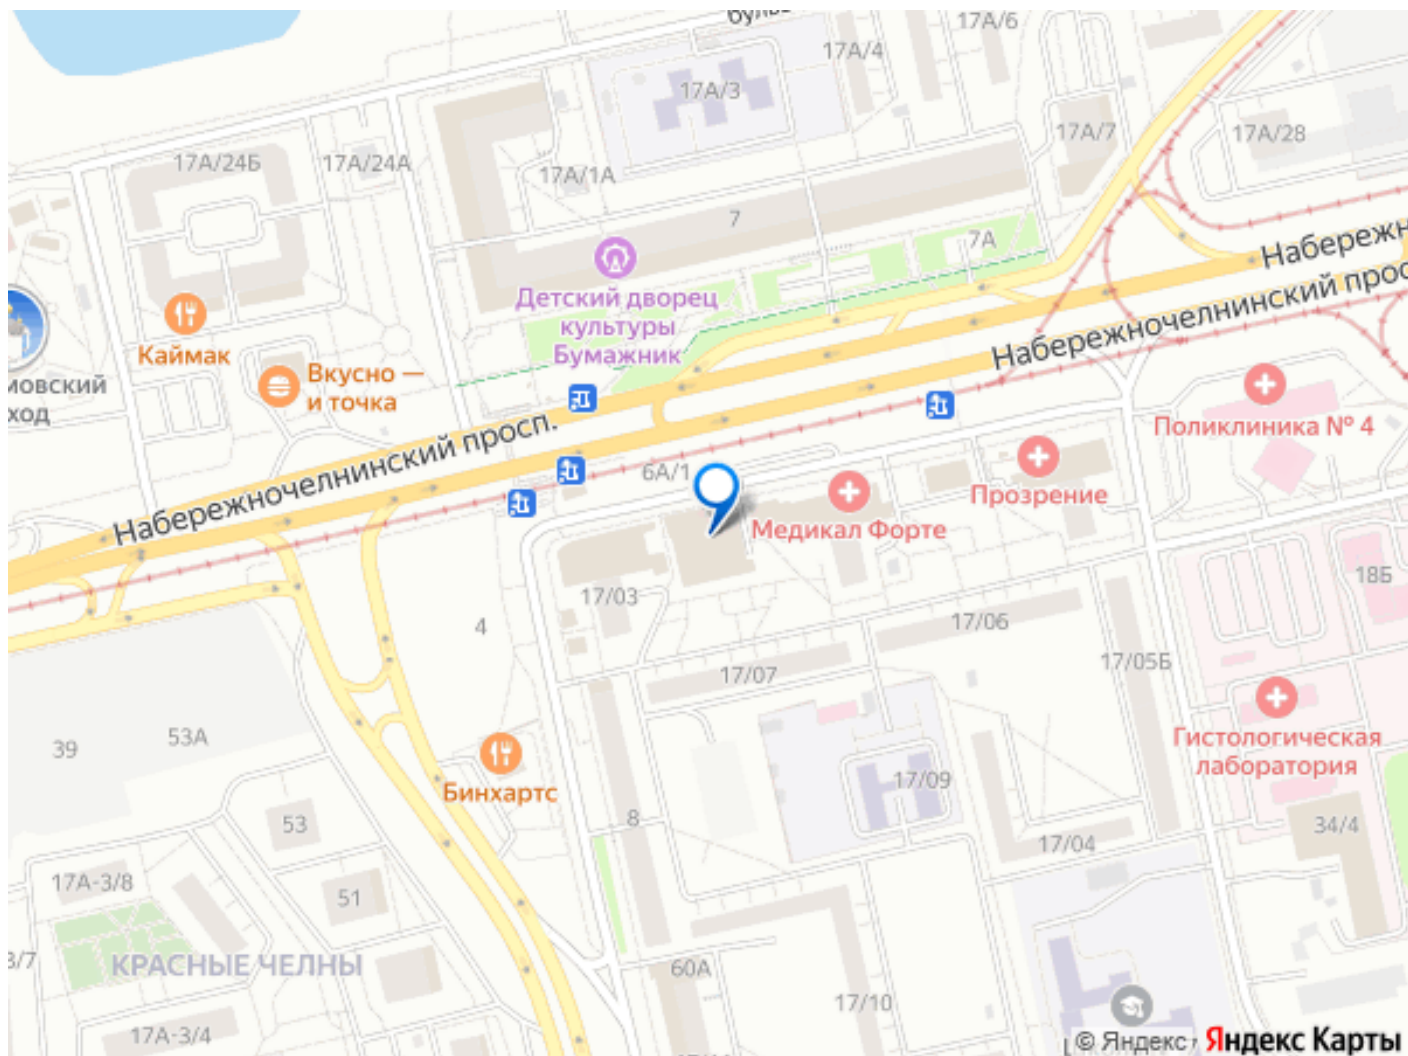 17А/6
17А/4
17А/3
17А/7
17А/28
17А/24Б
17А/24А
17А/1А
7
7А
Набережн
Набережночелнинский прос
Детский дворец
культуры
Бумажник
Каймак
Вкусно —
и точка
мовский
ход
Набережночелнинский просп.
Поликлиника № 4
6А/1
Прозрение
Медикал Форте
17/03
4
17/06
17/05Б
18Б
17/07
39
53А
Бинхартс
Гистологическая
лаборатория
17/09
53
8
17/04
34/4
17А-3/8
51
3/7
КРАСНЫЕ ЧЕЛНЫ
60А
17/10
17А-3/4
© Яндекс Яндекс Карты